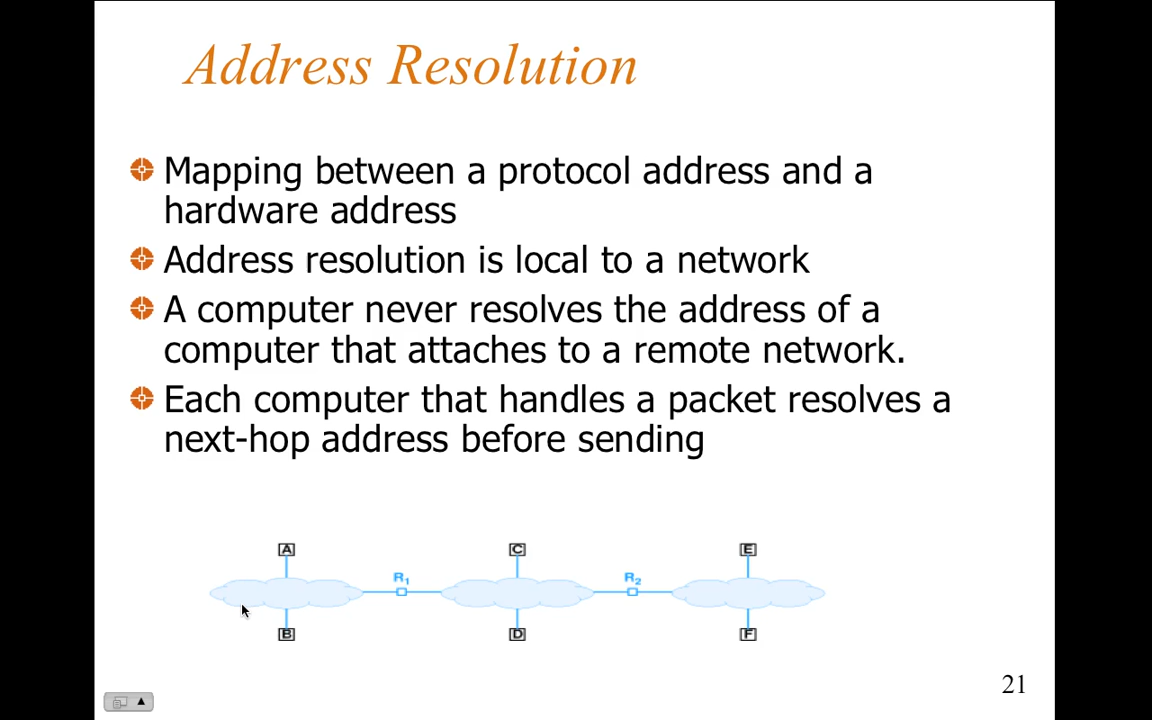 Address Resolution
Mapping between a protocol address and a
hardware address
Address resolution is local to a network
A computer never resolves the address of a
computer that attaches to a remote network.
Each computer that handles a packet resolves a
next-hop address before sending
A
C
E
R1
R2
B
D
F
21